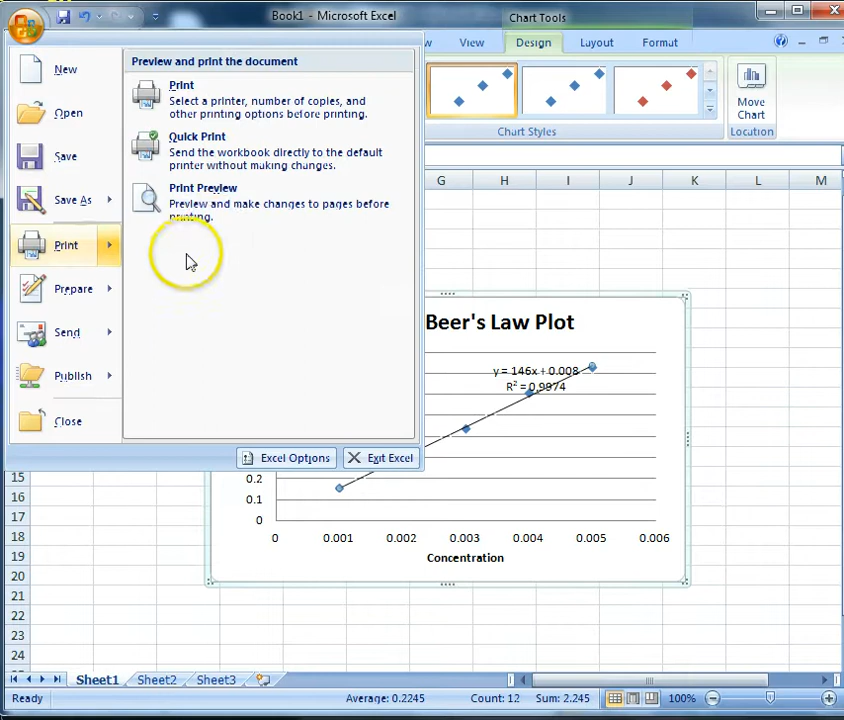 Book1 - Microsoft Excel
Chart Tools
View
Design
Layout
Format
New
Open
Save
Save As
Print
Prepare
Send
Publish
Close
Preview and print the document
Print
Select a printer, number of copies, and
other printing options before printing.
Quick Print
Send the workbook directly to the default
printer without making changes.
Print Preview
Preview and make changes to pages before
printing.
Excel Options
Exit Excel
Chart Styles
Move
Chart
Location
G H I J K L M
Beer's Law Plot
y = 146x + 0.008
R² = 0.9974
0.2
0.1
0
0 0.001 0.002 0.003 0.004 0.005 0.006
Concentration
15
16
17
18
19
20
21
22
23
24
Sheet1 Sheet2 Sheet3
Ready
Average: 0.2245 Count: 12 Sum: 2.245
100%